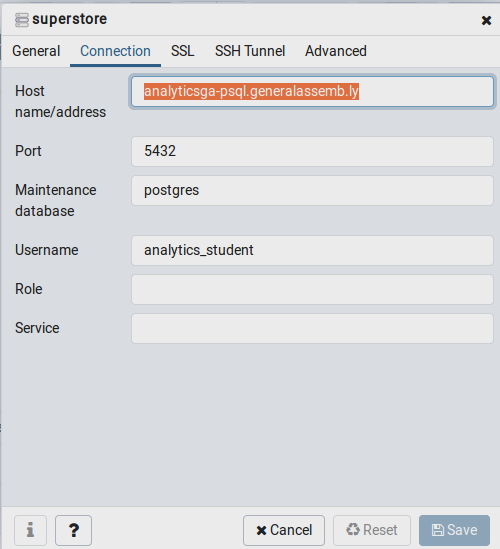 superstore
General Connection SSL SSH Tunnel Advanced
Host
name/address
analyticsga-psql.generalassemb.ly
Port
5432
Maintenance
database
postgres
Username
analytics_student
Role
Service
i ? Cancel Reset Save